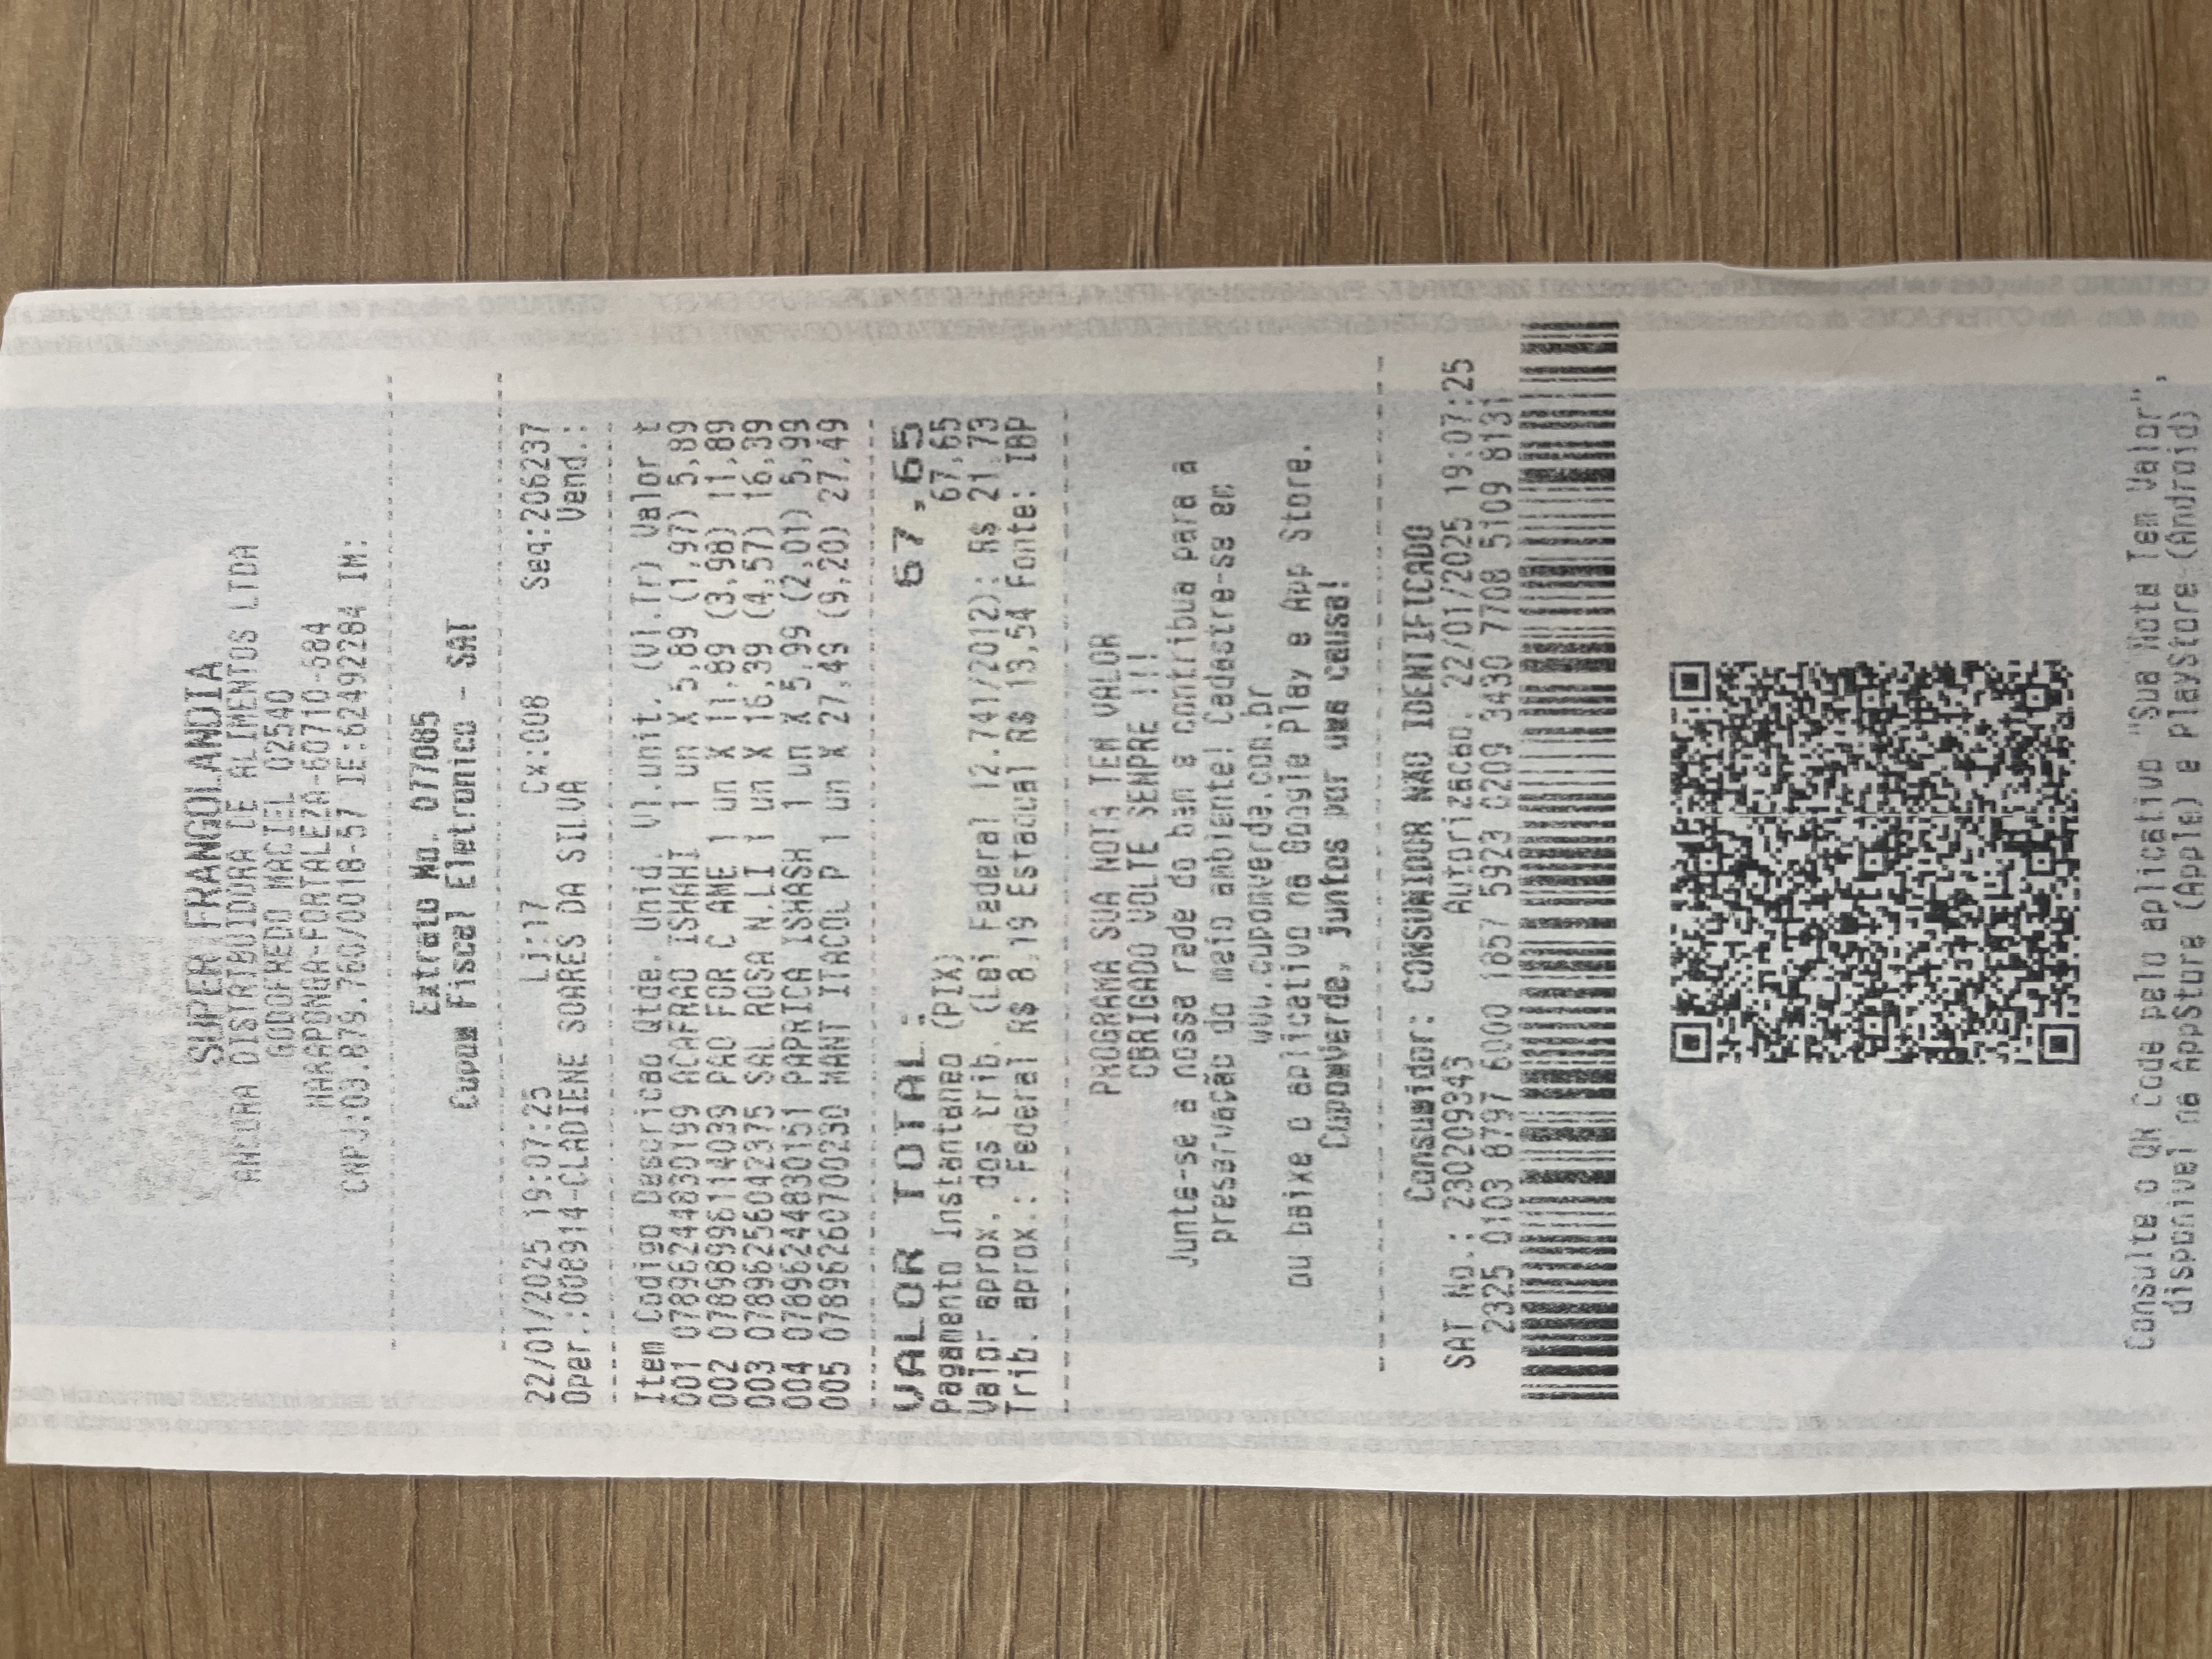 SUPER FRANGOLANDIA
ANCORA DISTRIBUIDORA DE ALIMENTOS LTDA
GODOFREDO MACIEL 02540
MARAPONGA-FORTALEZA-60710-684
CNPJ:03.879.760/0018-57 IE:62492284 IM:
Extrato No. 077085
Cupom Fiscal Eletronico - SAT
22/01/2025 19:07:25 Lj:17 Cx:008 Seq:206237
Oper.:008914-CLADIENE SOARES DA SILVA Vend.:
Item Codigo Descricao Qtde. Unid. Vl.unit. (Vl.Tr) Valor t
001 07896244830199 ACAFRAO ISHAHI 1 un X 5,89 (1,97) 5,89
002 07898996114039 PAO FOR C AME 1 un X 11,89 (3,98) 11,89
003 07896256042375 SAL ROSA N.LI 1 un X 16,39 (4,57) 16,39
004 07896244830151 PAPRICA ISHASH 1 un X 5,99 (2,01) 5,99
005 07896260700230 MANT ITACOL P 1 un X 27,49 (9,20) 27,49
VALOR TOTAL : 67,65
Pagamento Instantaneo (PIX) 67,65
Valor aprox. dos trib. (Lei Federal 12.741/2012): R$ 21,73
Trib. aprox.: Federal R$ 8,19 Estadual R$ 13,54 Fonte: IBP
PROGRAMA SUA NOTA TEM VALOR
OBRIGADO VOLTE SEMPRE !!!
Junte-se a nossa rede do bem e contribua para a
preservação do meio ambiente! Cadastre-se em
www.cuponverde.com.br
ou baixe o aplicativo na Google Play e App Store.
Cuponverde, juntos por uma causa!
Consumidor: CONSUMIDOR NÃO IDENTIFICADO
SAT No.: 230209343 Autorizacao: 22/01/2025 19:07:25
2325 0103 8797 6000 1857 5923 0209 3430 7708 5109 8131
Consulte o QR Code pelo aplicativo "Sua Nota Tem Valor",
disponivel na AppStore (Apple) e PlayStore (Android)